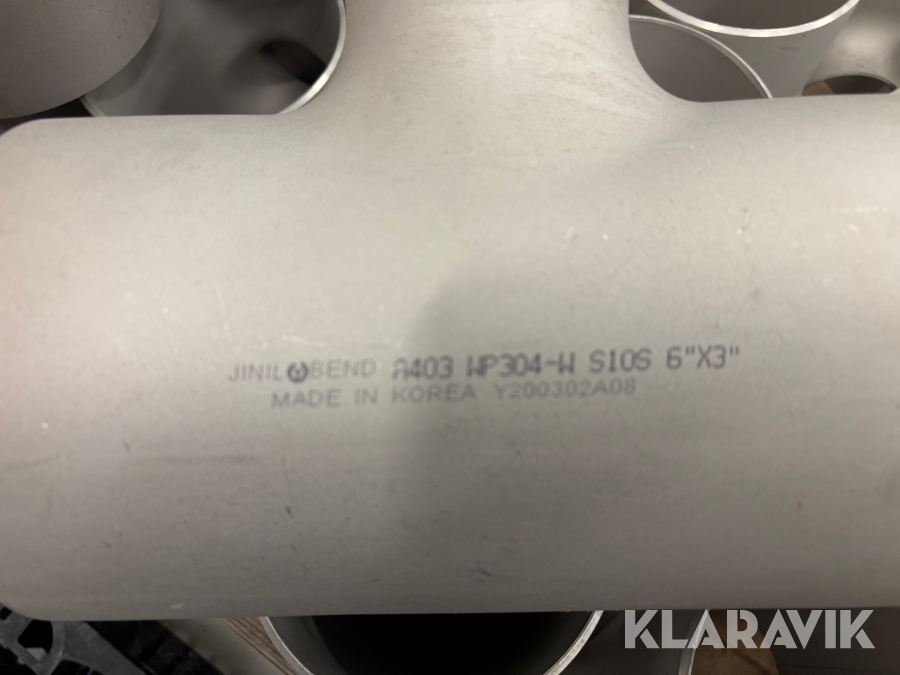 JINIL BEND A403 WP304-W S10S 6"X3"
MADE IN KOREA Y200302A08
KLARAVIK